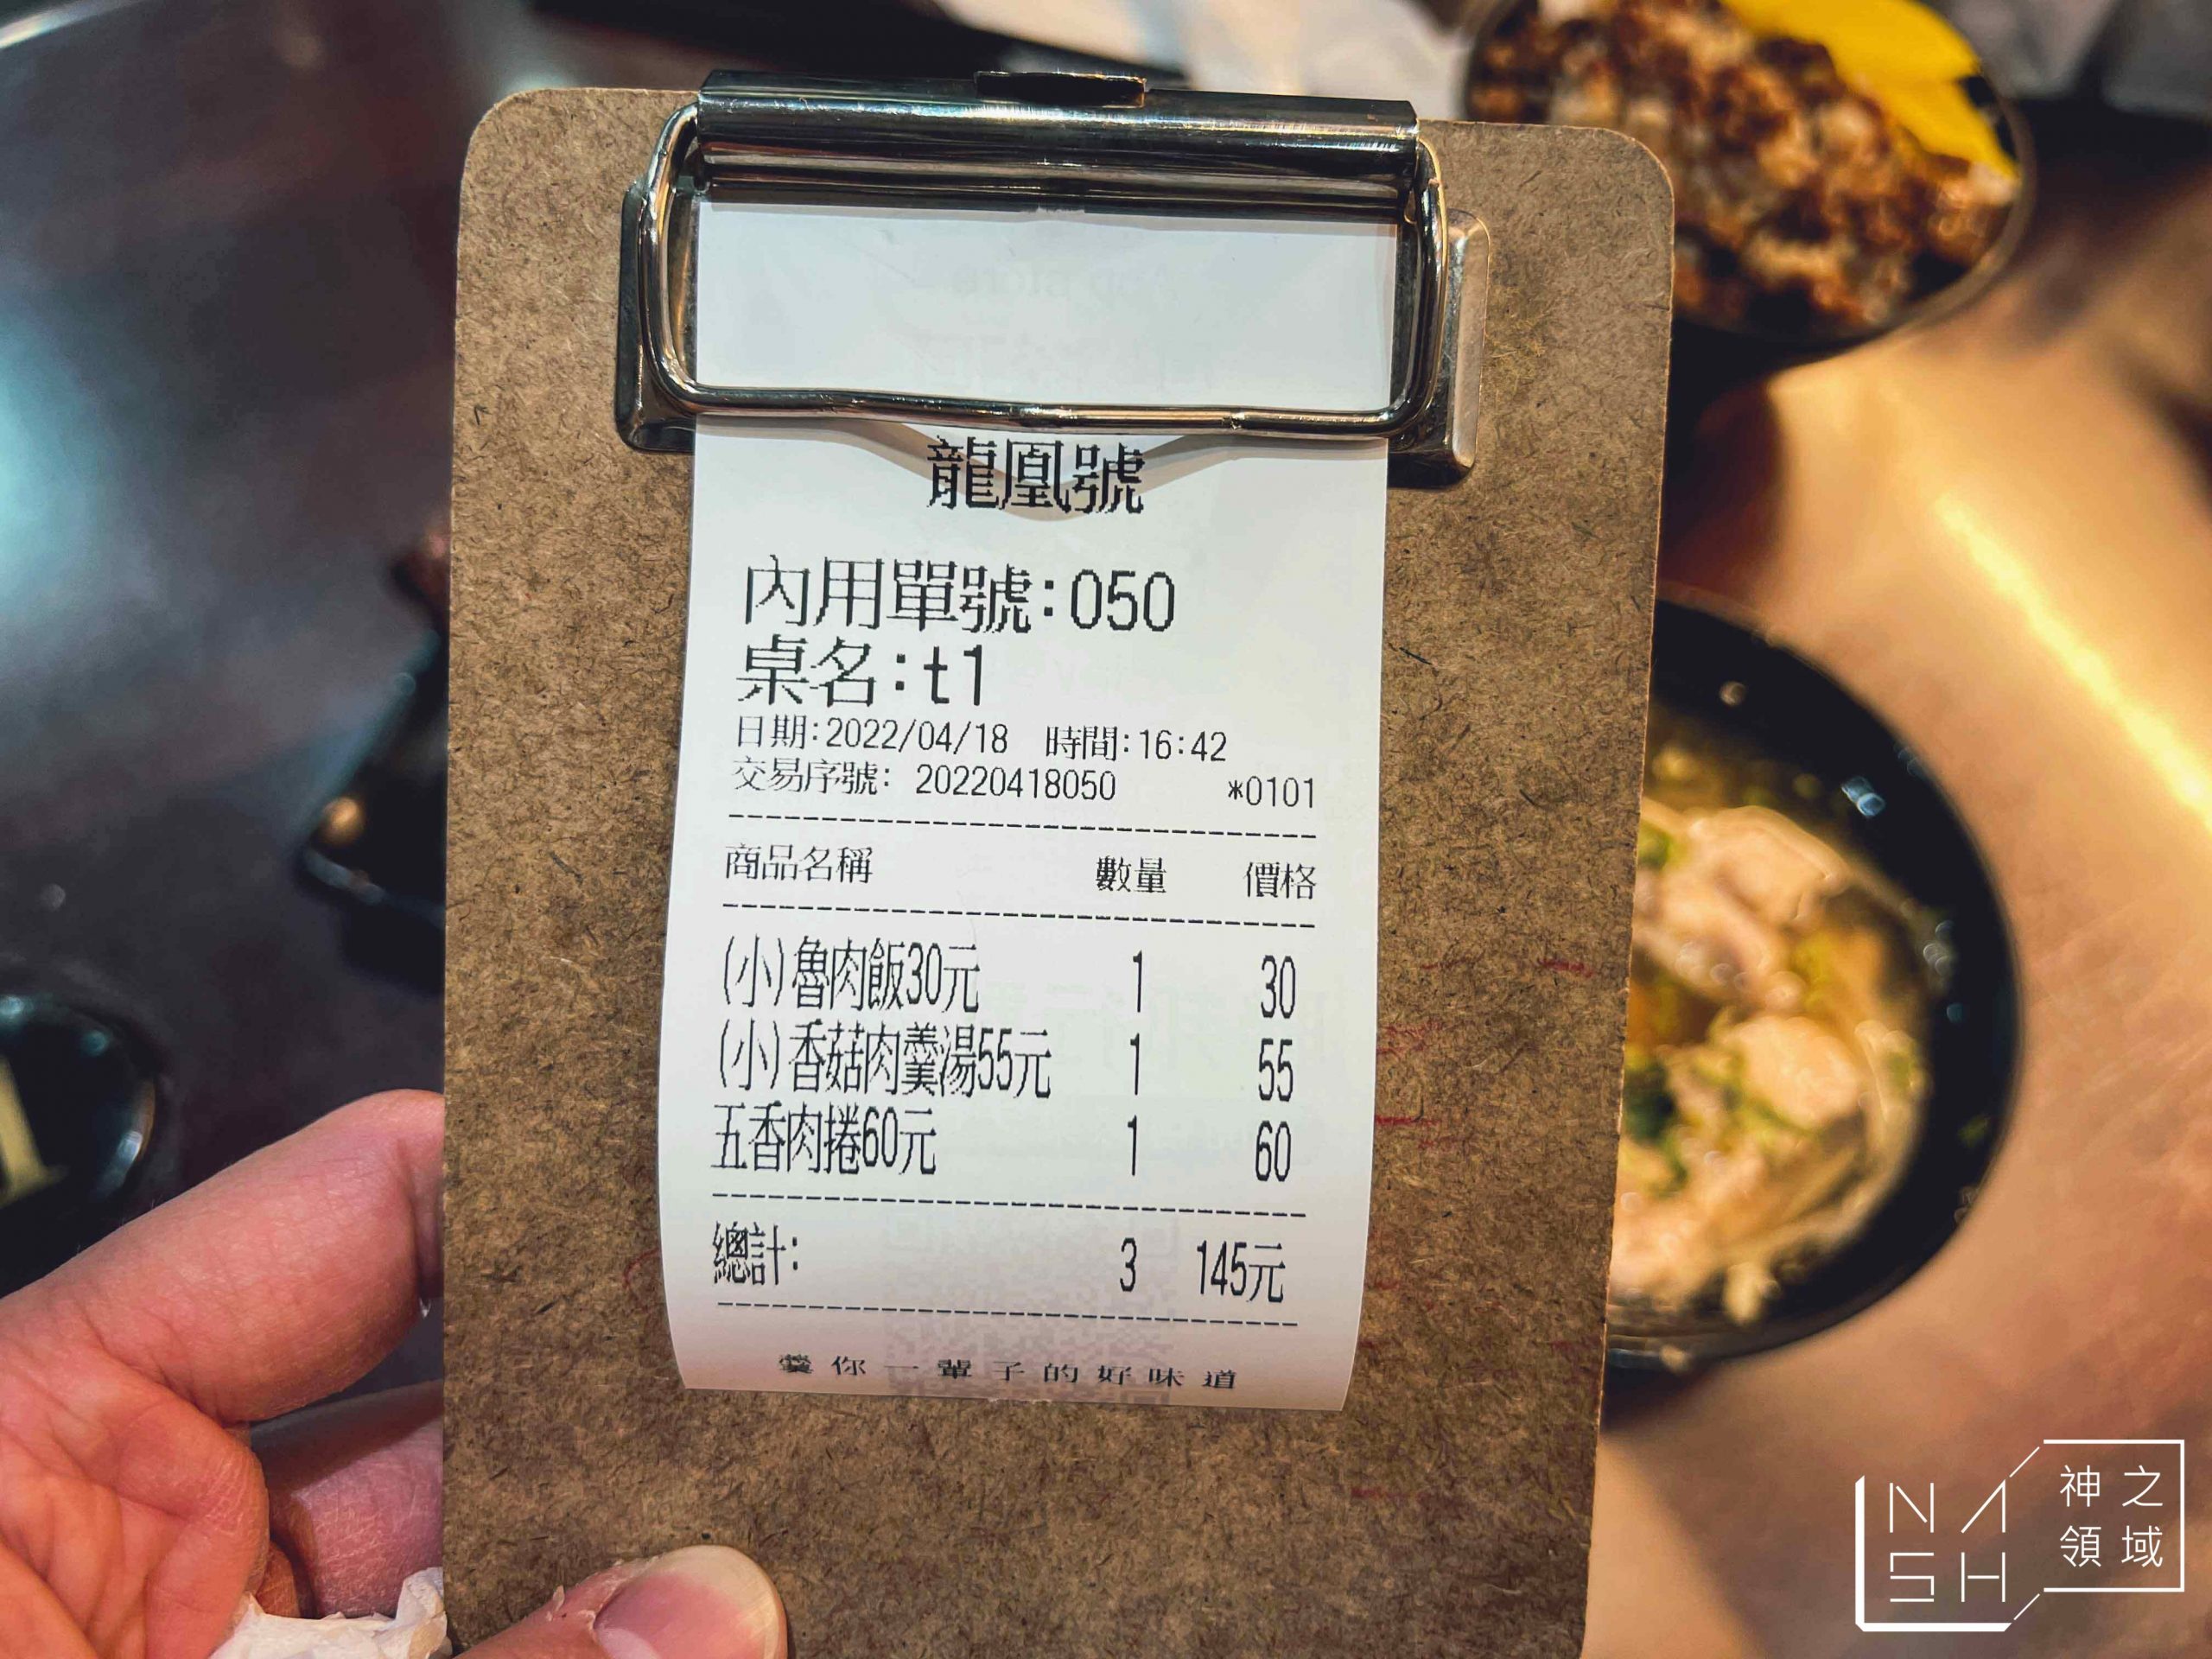 龍凰號
內用單號:050
桌名:t1
日期:2022/04/18 時間:16:42
交易序號: 20220418050 *0101
商品名稱 數量 價格
(小)魯肉飯30元 1 30
(小)香菇肉羹湯55元 1 55
五香肉捲60元 1 60
總計: 3 145元
羹你一輩子的好味道
NASH
神之
領域